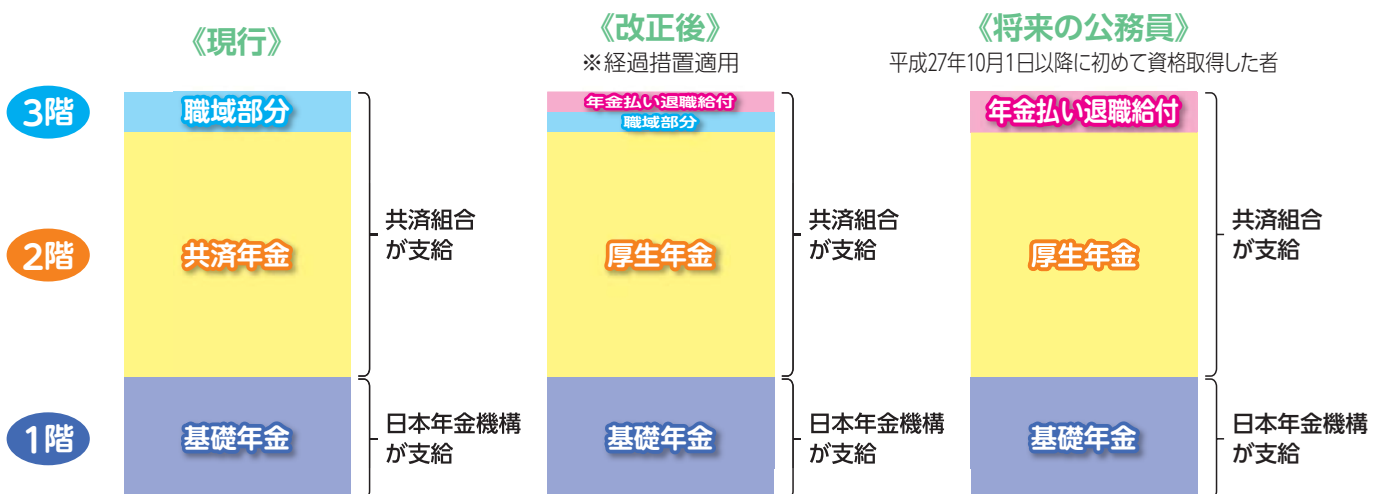 《現行》
《改正後》
※経過措置適用
《将来の公務員》
平成27年10月1日以降に初めて資格取得した者
3階
職域部分
年金払い退職給付
職域部分
年金払い退職給付
2階
共済年金
共済組合
が支給
厚生年金
共済組合
が支給
厚生年金
共済組合
が支給
1階
基礎年金
日本年金機構
が支給
基礎年金
日本年金機構
が支給
基礎年金
日本年金機構
が支給